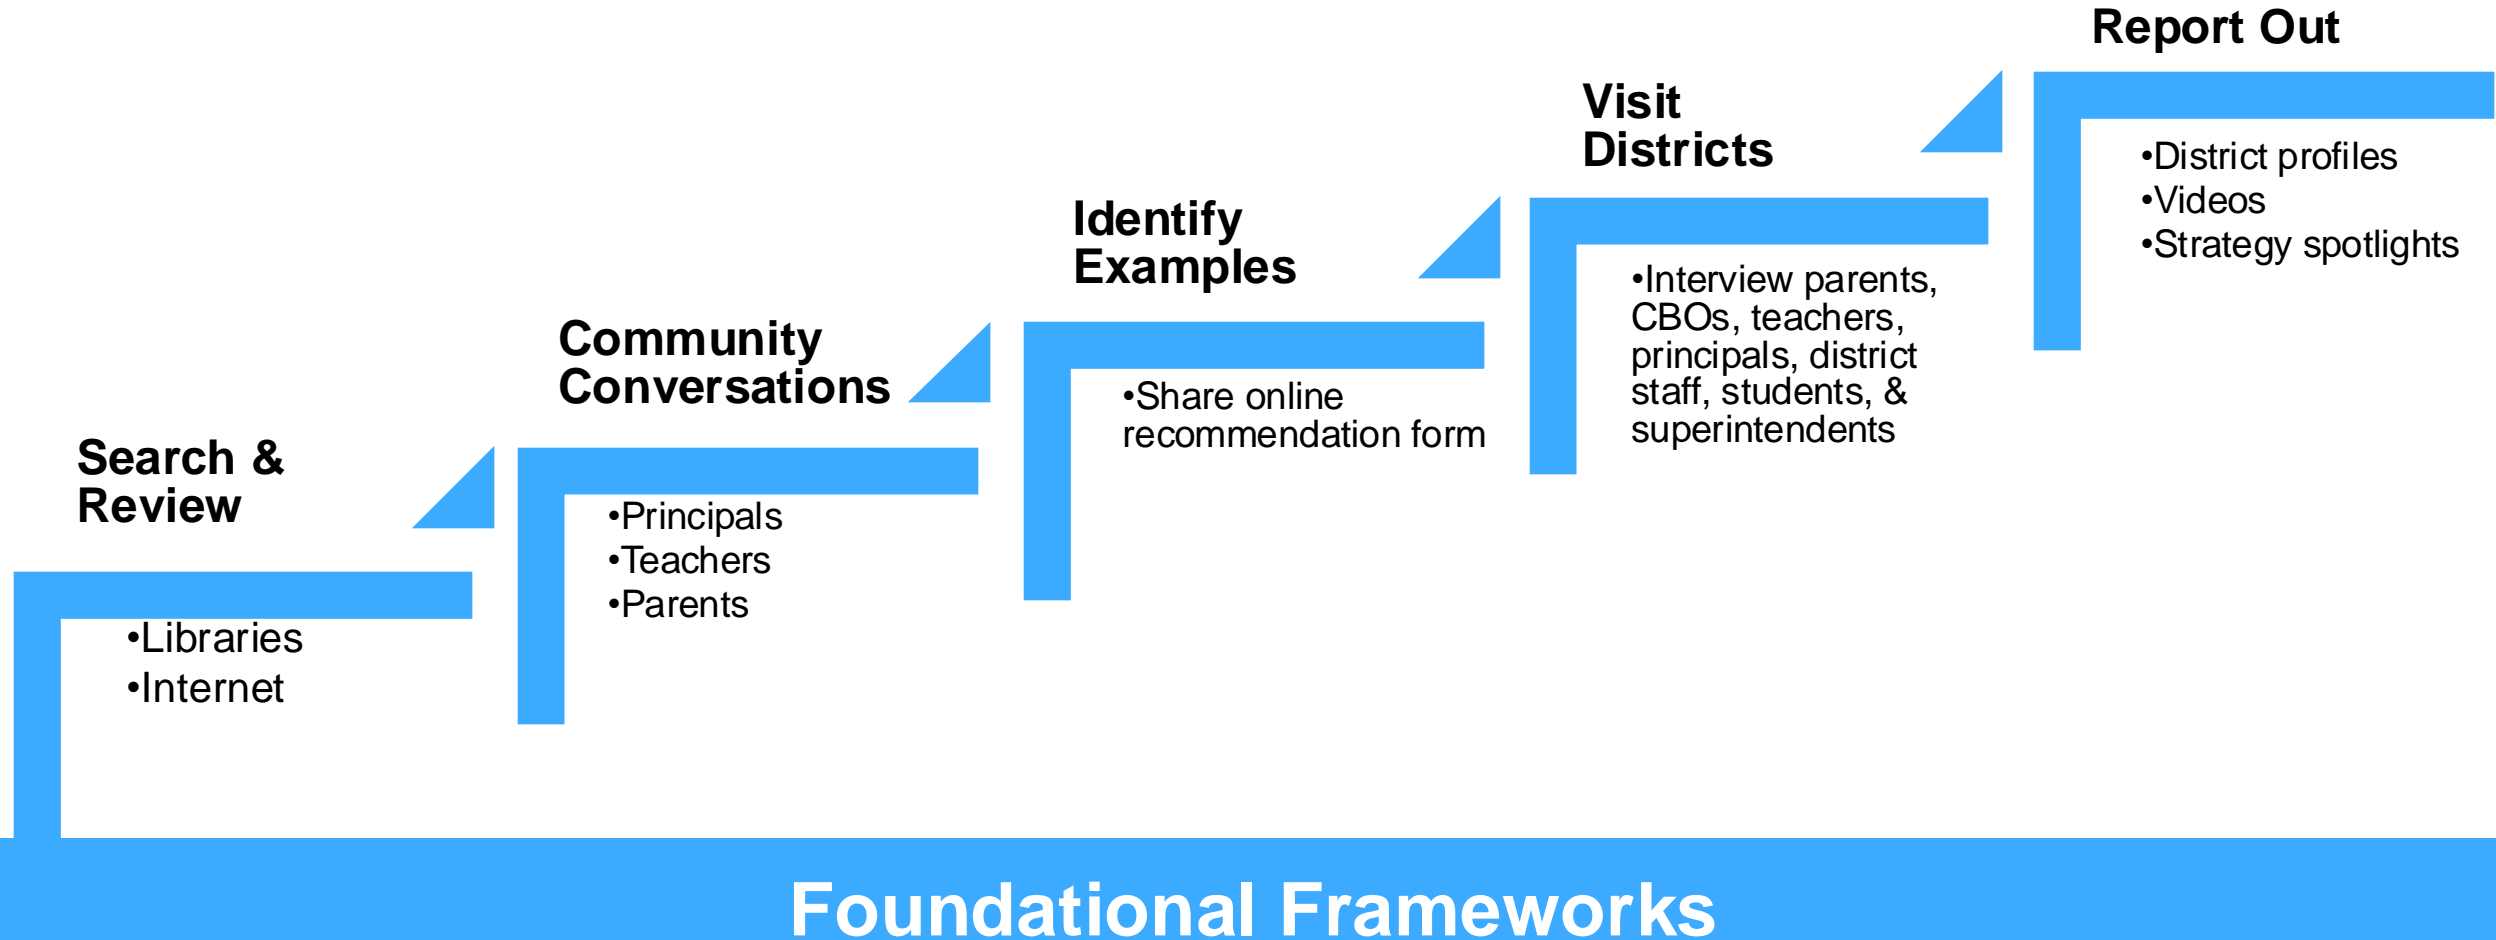 Search &
Review
•Libraries
•Internet
Community
Conversations
•Principals
•Teachers
•Parents
Identify
Examples
•Share online
recommendation form
Visit
Districts
•Interview parents,
CBOs, teachers,
principals, district
staff, students, &
superintendents
Report Out
•District profiles
•Videos
•Strategy spotlights
Foundational Frameworks